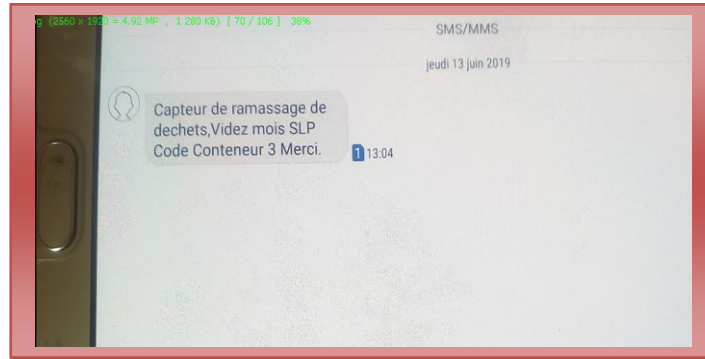 g (2560 x 1920 = 4.92 MP , 1 280 KB) [ 70 / 106 ] 38%
SMS/MMS
jeudi 13 juin 2019
Capteur de ramassage de
dechets,Videz mois SLP
Code Conteneur 3 Merci.
1 13:04